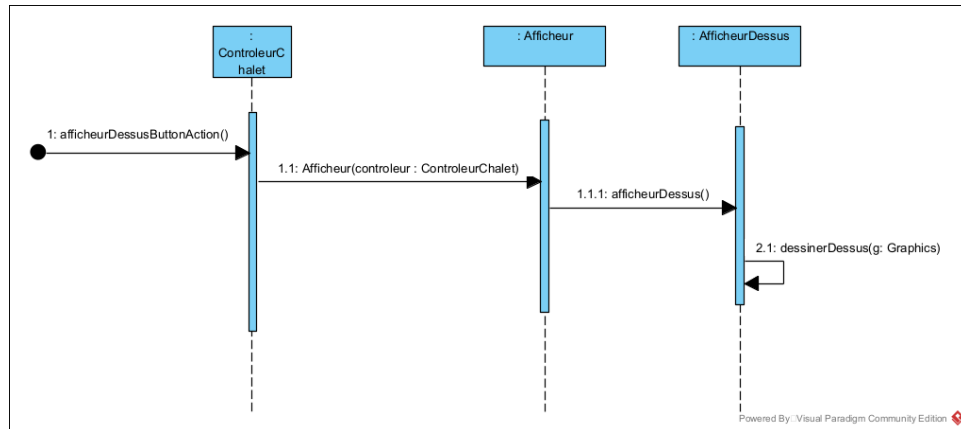 :
ControleurC
halet
: Afficheur
: AfficheurDessus
1: afficheurDessusButtonAction()
1.1: Afficheur(controleur : ControleurChalet)
1.1.1: afficheurDessus()
2.1: dessinerDessus(g: Graphics)
Powered By Visual Paradigm Community Edition